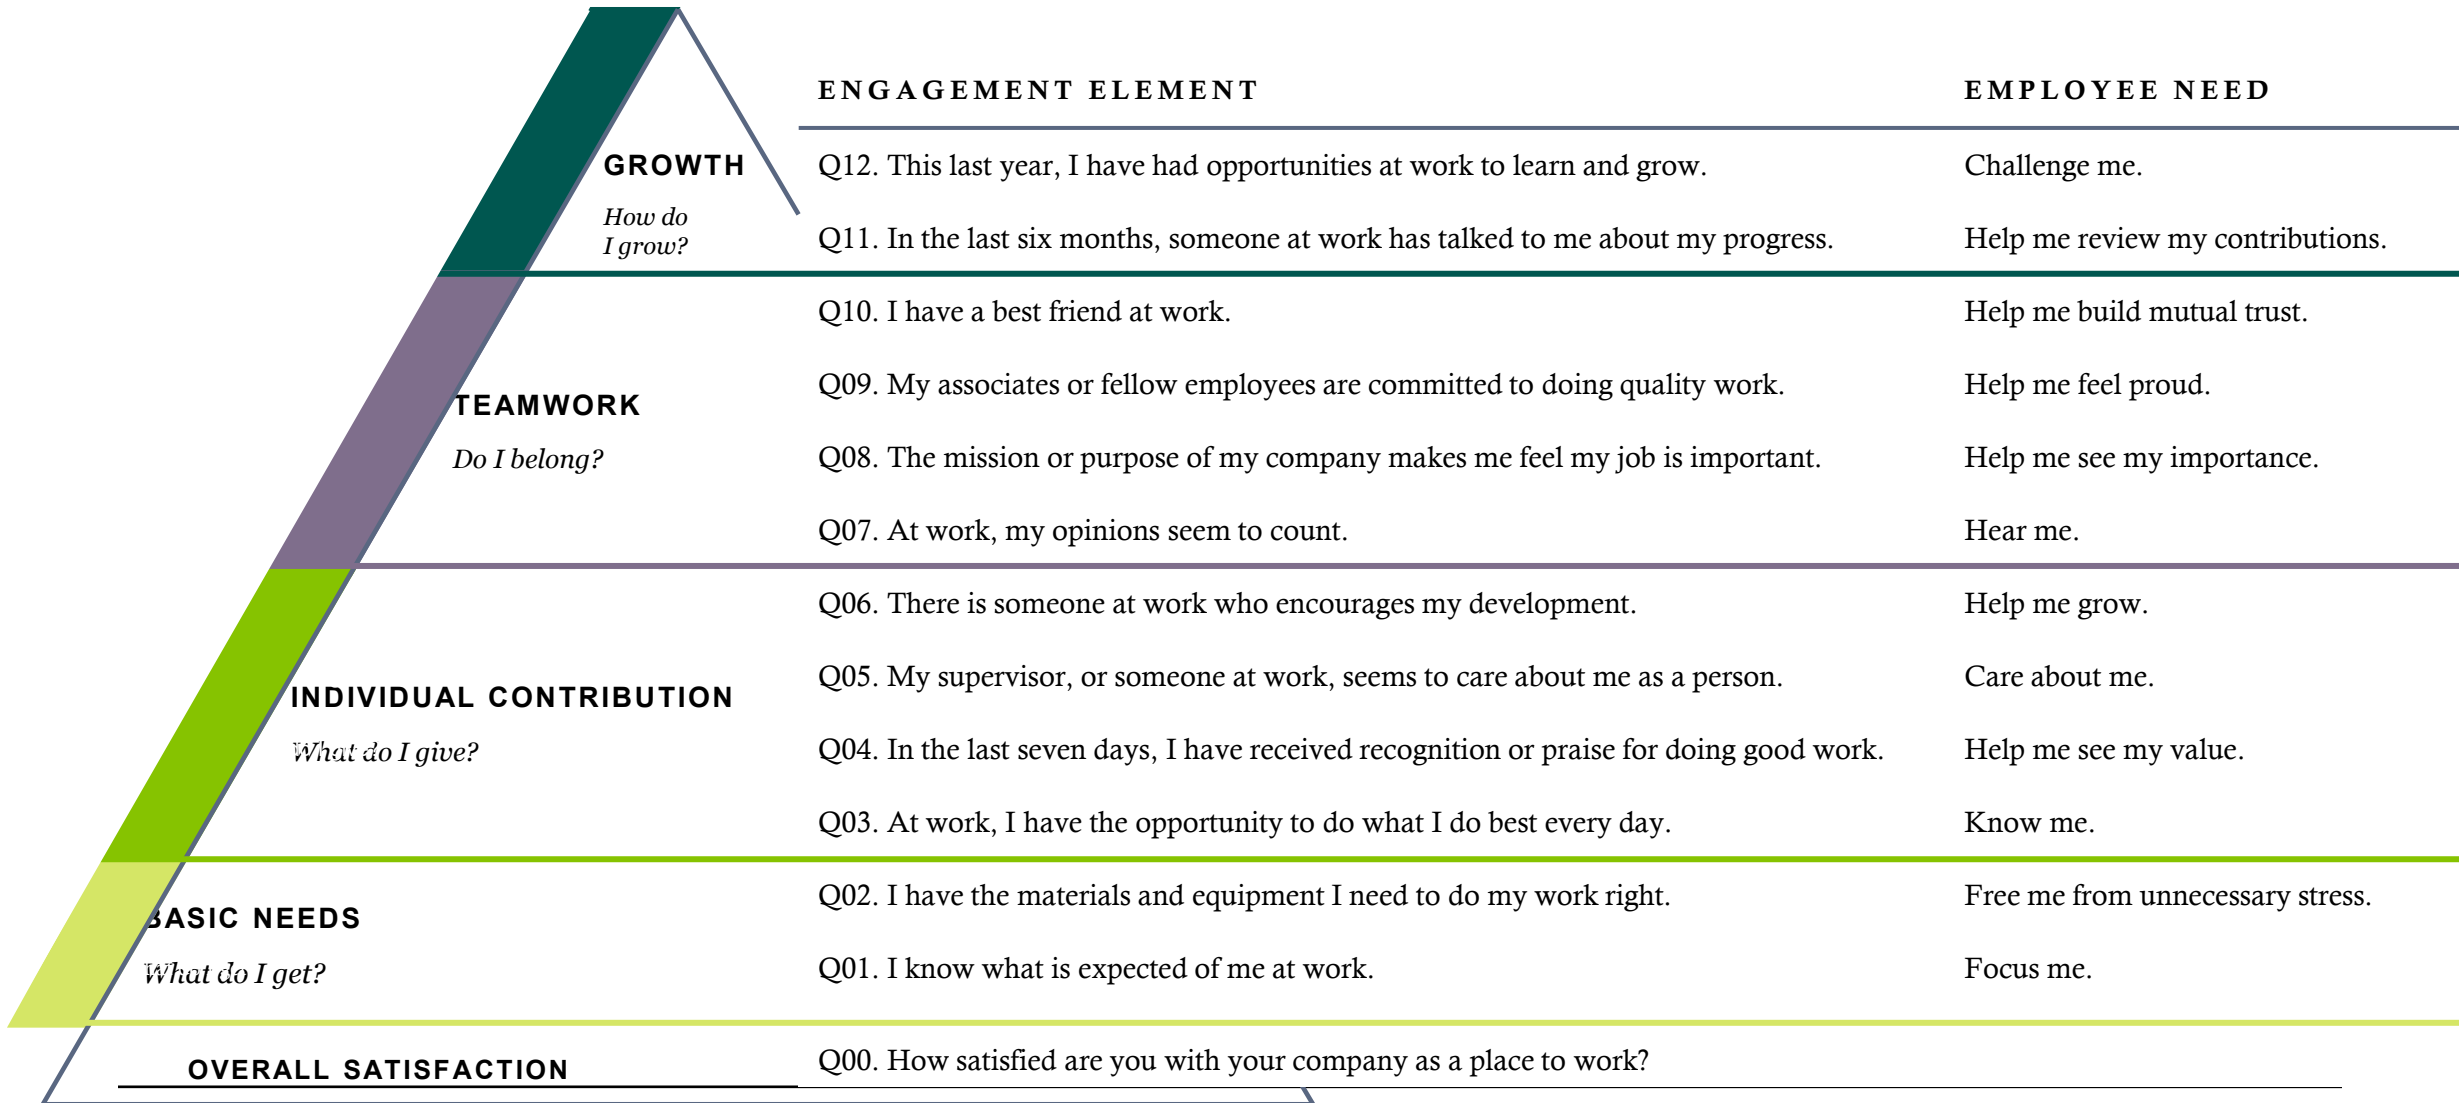 ENGAGEMENT ELEMENT EMPLOYEE NEED
GROWTH
How do
I grow?
Q12. This last year, I have had opportunities at work to learn and grow. Challenge me.
Q11. In the last six months, someone at work has talked to me about my progress. Help me review my contributions.
TEAMWORK
Do I belong?
Q10. I have a best friend at work. Help me build mutual trust.
Q09. My associates or fellow employees are committed to doing quality work. Help me feel proud.
Q08. The mission or purpose of my company makes me feel my job is important. Help me see my importance.
Q07. At work, my opinions seem to count. Hear me.
INDIVIDUAL CONTRIBUTION
What do I give?
Q06. There is someone at work who encourages my development. Help me grow.
Q05. My supervisor, or someone at work, seems to care about me as a person. Care about me.
Q04. In the last seven days, I have received recognition or praise for doing good work. Help me see my value.
Q03. At work, I have the opportunity to do what I do best every day. Know me.
BASIC NEEDS
What do I get?
Q02. I have the materials and equipment I need to do my work right. Free me from unnecessary stress.
Q01. I know what is expected of me at work. Focus me.
OVERALL SATISFACTION
Q00. How satisfied are you with your company as a place to work?